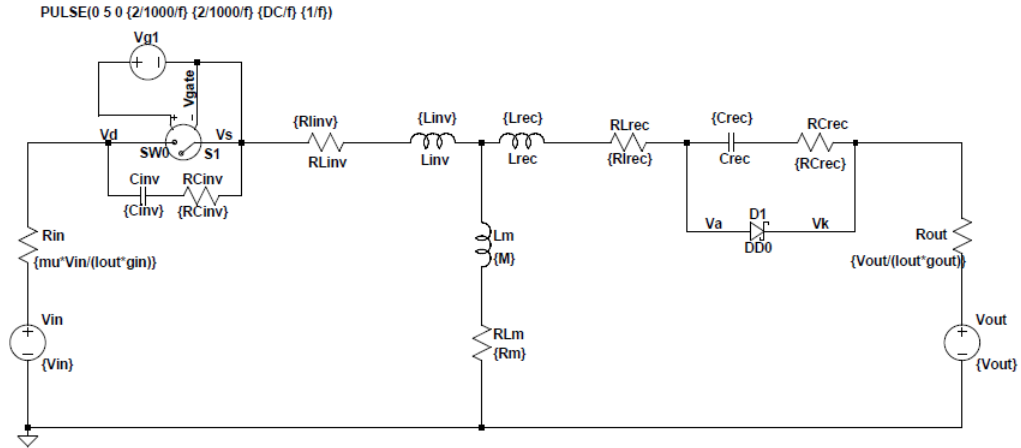 PULSE(0 5 0 {2/1000/f} {2/1000/f} {DC/f} {1/f})
Vg1
+ −
Vgate
+ −
Vd
SW0
S1
Vs
Cinv
{Cinv}
RCinv
{RCinv}
{Rlinv}
RLinv
{Linv}
Linv
{Lrec}
Lrec
RLrec
{Rlrec}
{Crec}
Crec
RCrec
{RCrec}
Va
D1
DD0
Vk
Rin
{mu*Vin/(Iout*gin)}
Lm
{M}
Rout
{Vout/(Iout*gout)}
Vin
+
−
{Vin}
RLm
{Rm}
Vout
+
−
{Vout}